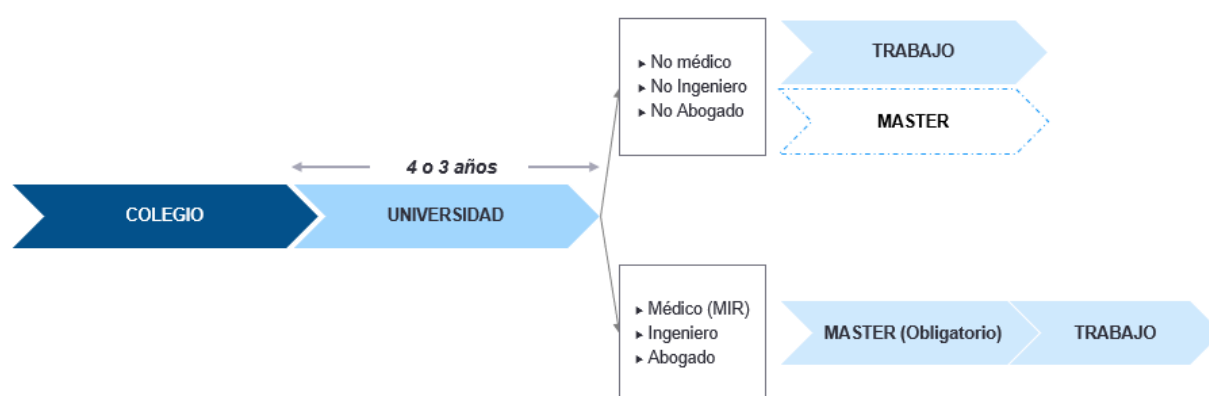 ► No médico
► No Ingeniero
► No Abogado
TRABAJO
MASTER
4 o 3 años
COLEGIO
UNIVERSIDAD
► Médico (MIR)
► Ingeniero
► Abogado
MASTER (Obligatorio)
TRABAJO